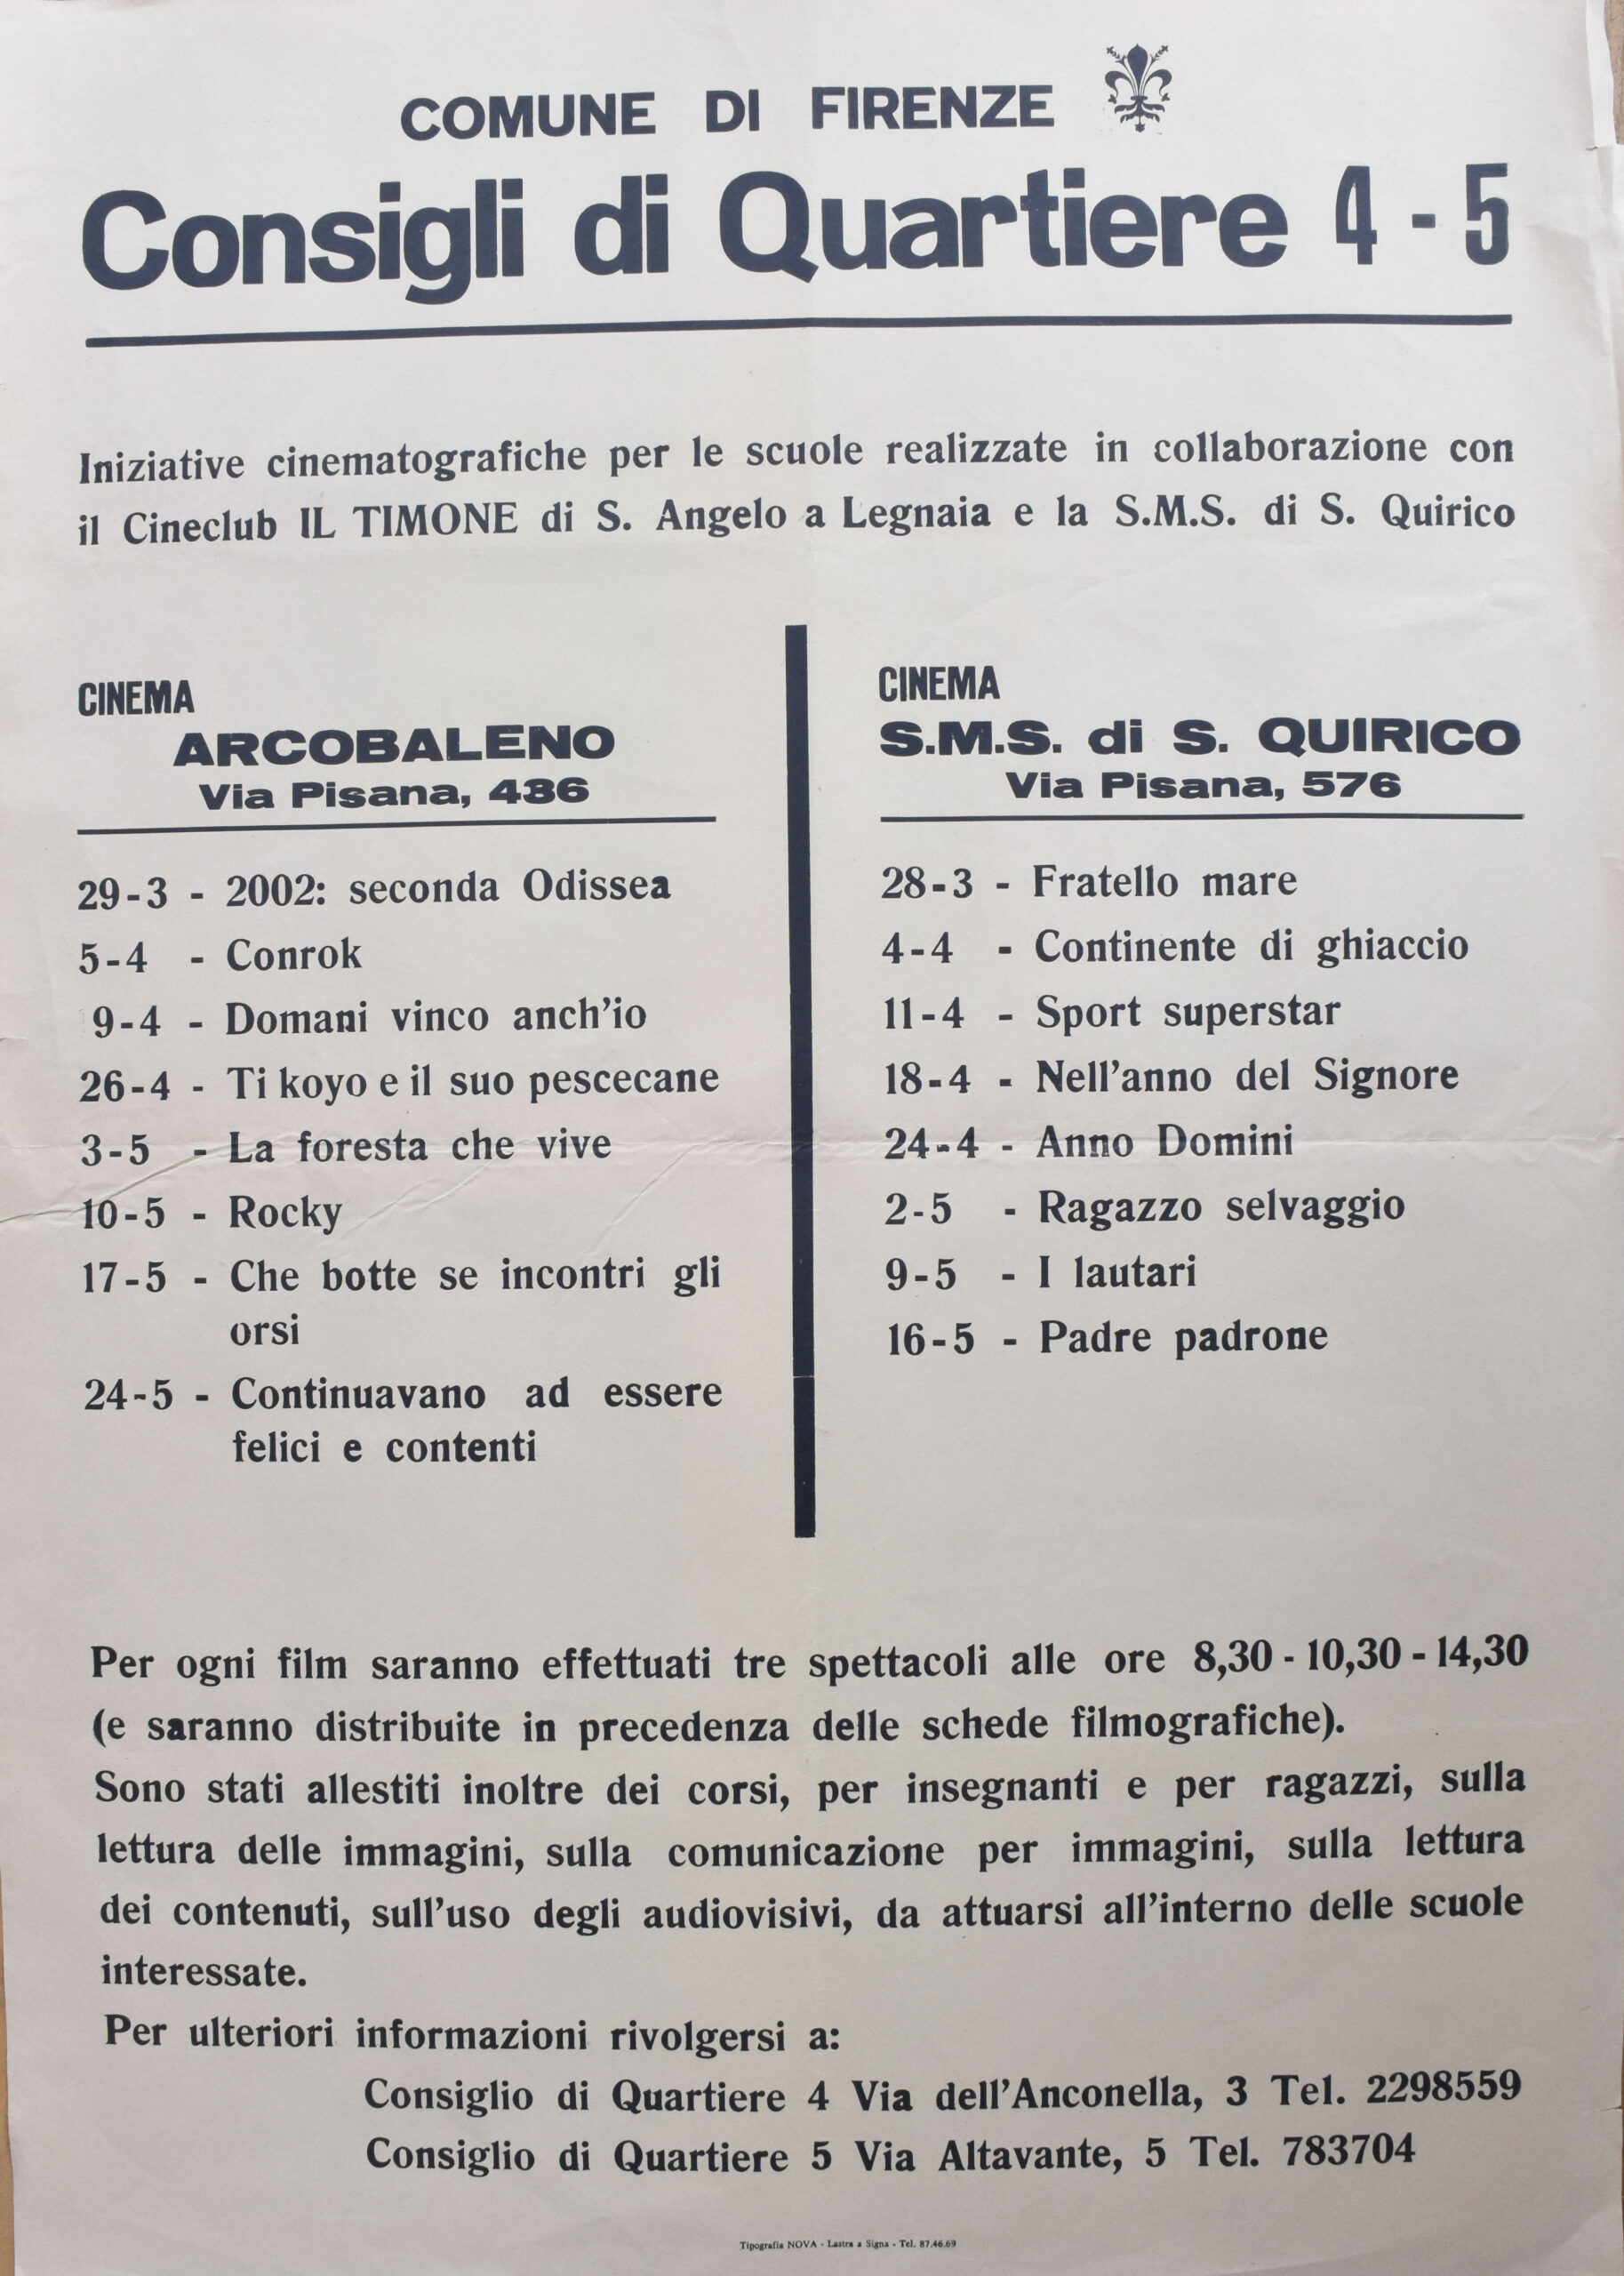 COMUNE DI FIRENZE
Consigli di Quartiere 4 - 5
Iniziative cinematografiche per le scuole realizzate in collaborazione con
il Cineclub IL TIMONE di S. Angelo a Legnaia e la S.M.S. di S. Quirico
CINEMA
ARCOBALENO
Via Pisana, 436
29-3 - 2002: seconda Odissea
5-4 - Conrok
9-4 - Domani vinco anch'io
26-4 - Ti koyo e il suo pescecane
3-5 - La foresta che vive
10-5 - Rocky
17-5 - Che botte se incontri gli
orsi
24-5 - Continuavano ad essere
felici e contenti
CINEMA
S.M.S. di S. QUIRICO
Via Pisana, 576
28-3 - Fratello mare
4-4 - Continente di ghiaccio
11-4 - Sport superstar
18-4 - Nell'anno del Signore
24-4 - Anno Domini
2-5 - Ragazzo selvaggio
9-5 - I lautari
16-5 - Padre padrone
Per ogni film saranno effettuati tre spettacoli alle ore 8,30 - 10,30 - 14,30
(e saranno distribuite in precedenza delle schede filmografiche).
Sono stati allestiti inoltre dei corsi, per insegnanti e per ragazzi, sulla
lettura delle immagini, sulla comunicazione per immagini, sulla lettura
dei contenuti, sull'uso degli audiovisivi, da attuarsi all'interno delle scuole
interessate.
Per ulteriori informazioni rivolgersi a:
Consiglio di Quartiere 4 Via dell'Anconella, 3 Tel. 2298559
Consiglio di Quartiere 5 Via Altavante, 5 Tel. 783704
Tipografia NOVA - Lastra a Signa - Tel. 87.46.69